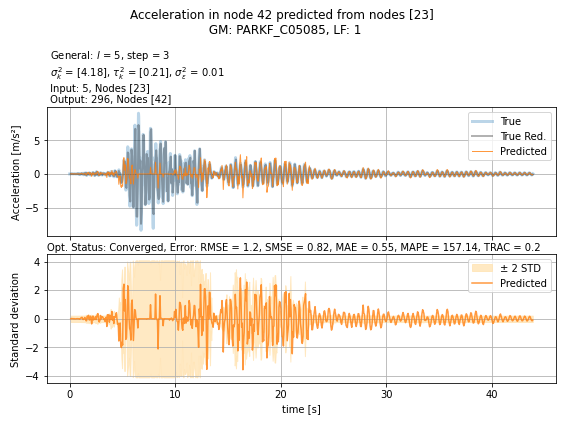 Acceleration in node 42 predicted from nodes [23]
GM: PARKF_C05085, LF: 1
General: l = 5, step = 3
σ²ₖ = [4.18], τ²ₖ = [0.21], σ²ε = 0.01
Input: 5, Nodes [23]
Output: 296, Nodes [42]
Acceleration [m/s²]
5
0
−5
True
True Red.
Predicted
Opt. Status: Converged, Error: RMSE = 1.2, SMSE = 0.82, MAE = 0.55, MAPE = 157.14, TRAC = 0.2
Standard deviation
4
2
0
−2
−4
± 2 STD
Predicted
0 10 20 30 40
time [s]